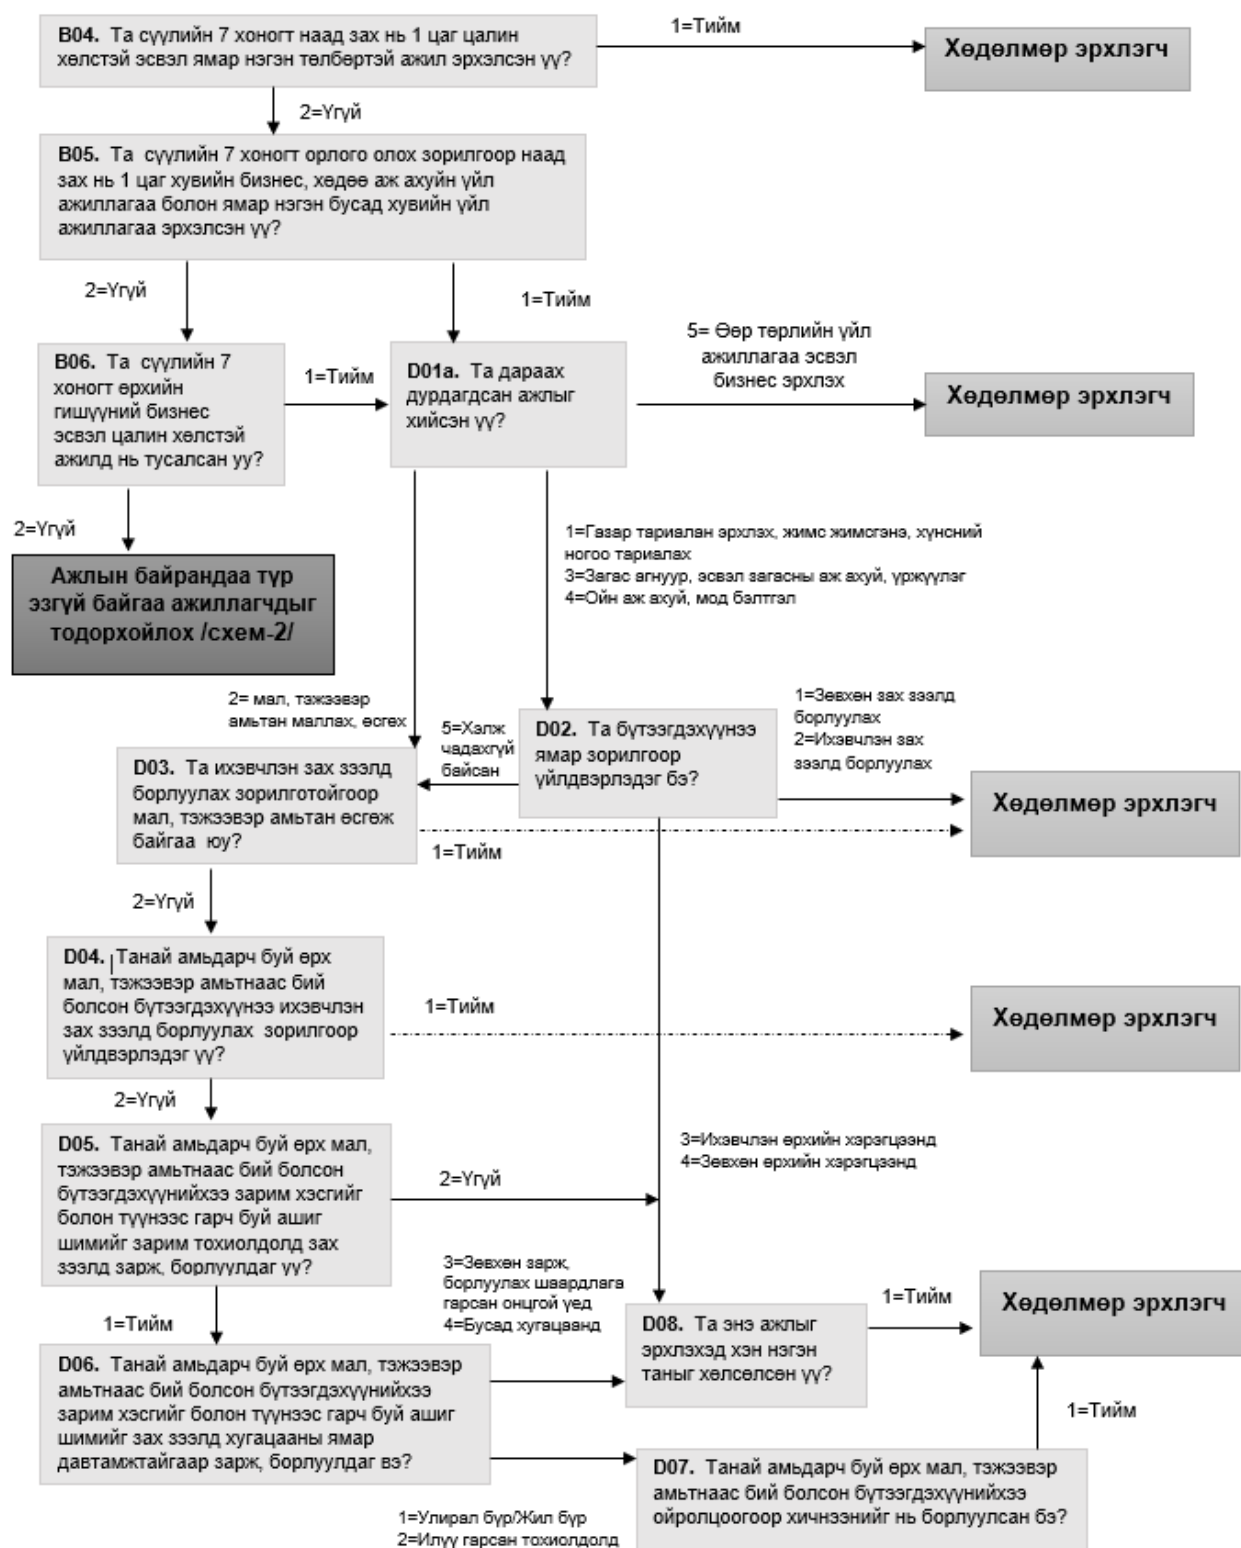 B04. Та сүүлийн 7 хоногт наад зах нь 1 цаг цалин
хөлстэй эсвэл ямар нэгэн төлбөртэй ажил эрхэлсэн үү?
1=Тийм
Хөдөлмөр эрхлэгч
2=Үгүй
B05. Та сүүлийн 7 хоногт орлого олох зорилгоор наад
зах нь 1 цаг хувийн бизнес, хөдөө аж ахуйн үйл
ажиллагаа болон ямар нэгэн бусад хувийн үйл
ажиллагаа эрхэлсэн үү?
2=Үгүй
1=Тийм
B06. Та сүүлийн 7
хоногт өрхийн
гишүүний бизнес
эсвэл цалин хөлстэй
ажилд нь тусалсан уу?
1=Тийм
D01a. Та дараах
дурдагдсан ажлыг
хийсэн үү?
5= Өөр төрлийн үйл
ажиллагаа эсвэл
бизнес эрхлэх
Хөдөлмөр эрхлэгч
2=Үгүй
Ажлын байрандаа түр
эзгүй байгаа ажиллагчдыг
тодорхойлох /схем-2/
1=Газар тариалан эрхлэх, жимс жимсгэнэ, хүнсний
ногоо тариалах
3=Загас агнуур, эсвэл загасны аж ахуй, үржүүлэг
4=Ойн аж ахуй, мод бэлтгэл
2= мал, тэжээвэр
амьтан маллах, өсгөх
5=Хэлж
чадахгүй
байсан
D02. Та бүтээгдэхүүнээ
ямар зорилгоор
үйлдвэрлэдэг бэ?
1=Зөвхөн зах зээлд
борлуулах
2=Ихэвчлэн зах
зээлд борлуулах
D03. Та ихэвчлэн зах зээлд
борлуулах зорилготойгоор
мал, тэжээвэр амьтан өсгөж
байгаа юу?
Хөдөлмөр эрхлэгч
1=Тийм
2=Үгүй
D04. Танай амьдарч буй өрх
мал, тэжээвэр амьтнаас бий
болсон бүтээгдэхүүнээ ихэвчлэн
зах зээлд борлуулах зорилгоор
үйлдвэрлэдэг үү?
1=Тийм
Хөдөлмөр эрхлэгч
2=Үгүй
D05. Танай амьдарч буй өрх мал,
тэжээвэр амьтнаас бий болсон
бүтээгдэхүүнийхээ зарим хэсгийг
болон түүнээс гарч буй ашиг
шимийг зарим тохиолдолд зах
зээлд зарж, борлуулдаг уу?
2=Үгүй
3=Ихэвчлэн өрхийн хэрэгцээнд
4=Зөвхөн өрхийн хэрэгцээнд
1=Тийм
3=Зөвхөн зарж,
борлуулах шаардлага
гарсан онцгой үед
4=Бусад хугацаанд
D08. Та энэ ажлыг
эрхлэхэд хэн нэгэн
таныг хөлсөлсөн үү?
1=Тийм
Хөдөлмөр эрхлэгч
D06. Танай амьдарч буй өрх мал, тэжээвэр
амьтнаас бий болсон бүтээгдэхүүнийхээ
зарим хэсгийг болон түүнээс гарч буй ашиг
шимийг зах зээлд хугацааны ямар
давтамжтайгаар зарж, борлуулдаг вэ?
1=Тийм
D07. Танай амьдарч буй өрх мал, тэжээвэр
амьтнаас бий болсон бүтээгдэхүүнийхээ
ойролцоогоор хичнээнийг нь борлуулсан бэ?
1=Улирал бүр/Жил бүр
2=Илүү гарсан тохиолдолд